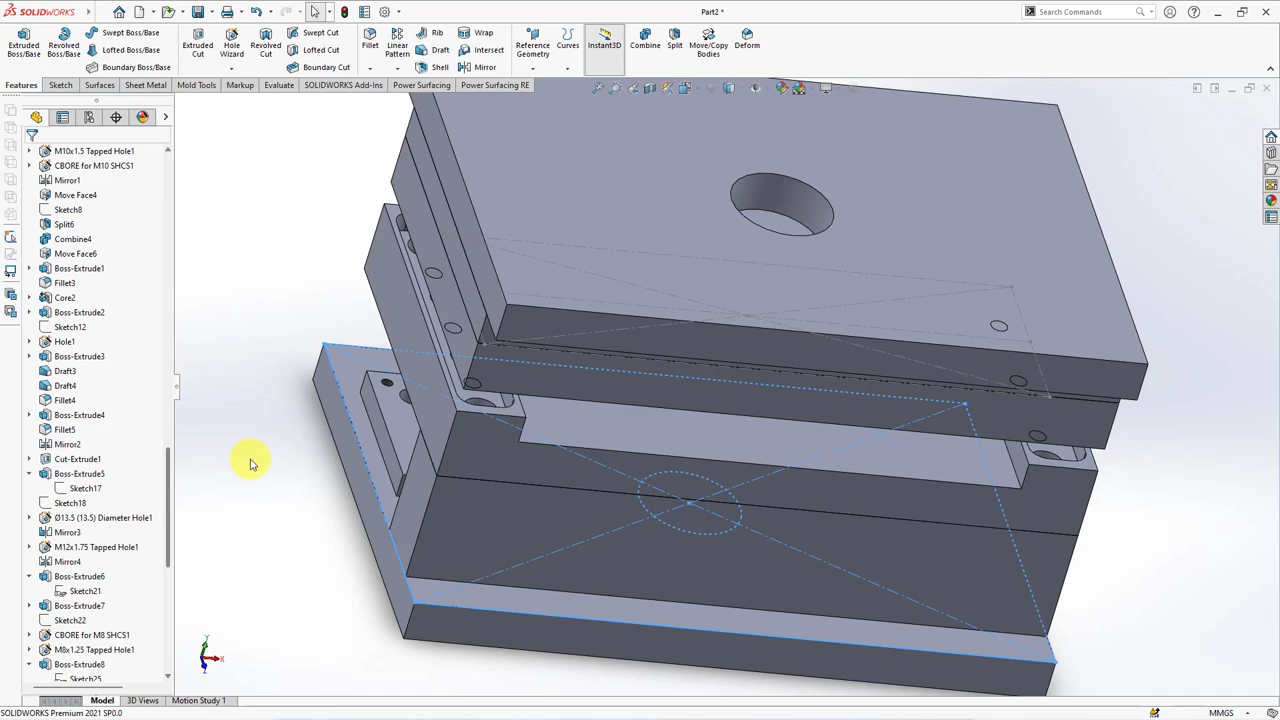 SOLIDWORKS
Part2 *
Search Commands
Extruded Boss/Base
Revolved Boss/Base
Swept Boss/Base
Lofted Boss/Base
Boundary Boss/Base
Extruded Cut
Hole Wizard
Revolved Cut
Swept Cut
Lofted Cut
Boundary Cut
Fillet
Linear Pattern
Rib
Draft
Shell
Wrap
Intersect
Mirror
Reference Geometry
Curves
Instant3D
Combine
Split
Move/Copy Bodies
Deform
Features
Sketch
Surfaces
Sheet Metal
Mold Tools
Markup
Evaluate
SOLIDWORKS Add-Ins
Power Surfacing
Power Surfacing RE
M10x1.5 Tapped Hole1
CBORE for M10 SHCS1
Mirror1
Move Face4
Sketch8
Split6
Combine4
Move Face6
Boss-Extrude1
Fillet3
Core2
Boss-Extrude2
Sketch12
Hole1
Boss-Extrude3
Draft3
Draft4
Fillet4
Boss-Extrude4
Fillet5
Mirror2
Cut-Extrude1
Boss-Extrude5
Sketch17
Sketch18
Ø13.5 (13.5) Diameter Hole1
Mirror3
M12x1.75 Tapped Hole1
Mirror4
Boss-Extrude6
Sketch21
Boss-Extrude7
Sketch22
CBORE for M8 SHCS1
M8x1.25 Tapped Hole1
Boss-Extrude8
Sketch25
Y
X
Z
Model
3D Views
Motion Study 1
SOLIDWORKS Premium 2021 SP0.0
MMGS